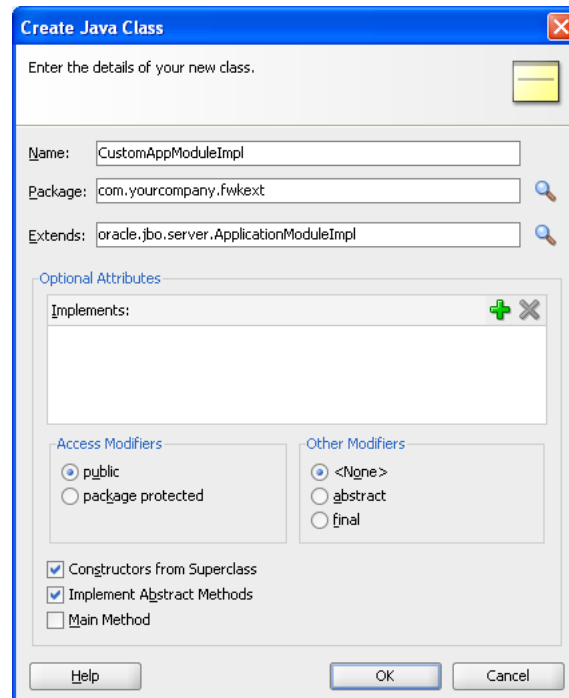 Create Java Class
Enter the details of your new class.
Name: CustomAppModuleImpl
Package: com.yourcompany.fwkext
Extends: oracle.jbo.server.ApplicationModuleImpl
Optional Attributes
Implements:
Access Modifiers
public
package protected
Other Modifiers
<None>
abstract
final
Constructors from Superclass
Implement Abstract Methods
Main Method
Help OK Cancel